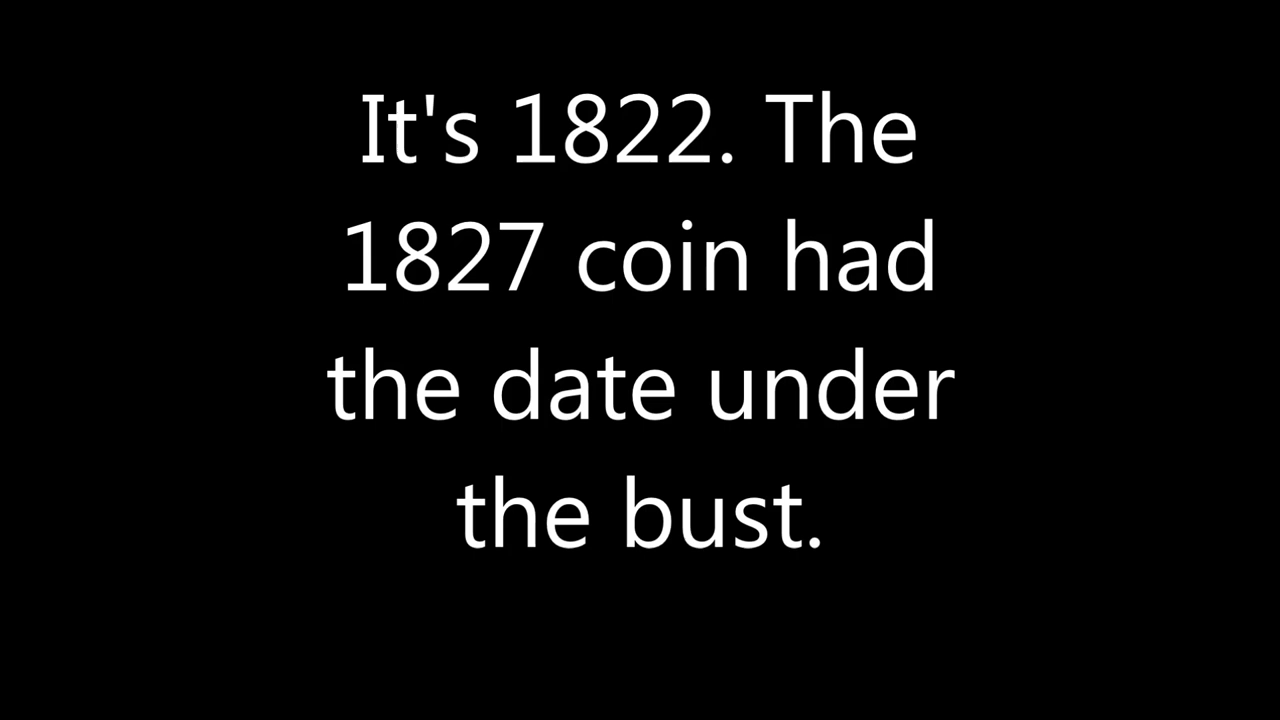 It's 1822. The
1827 coin had
the date under
the bust.